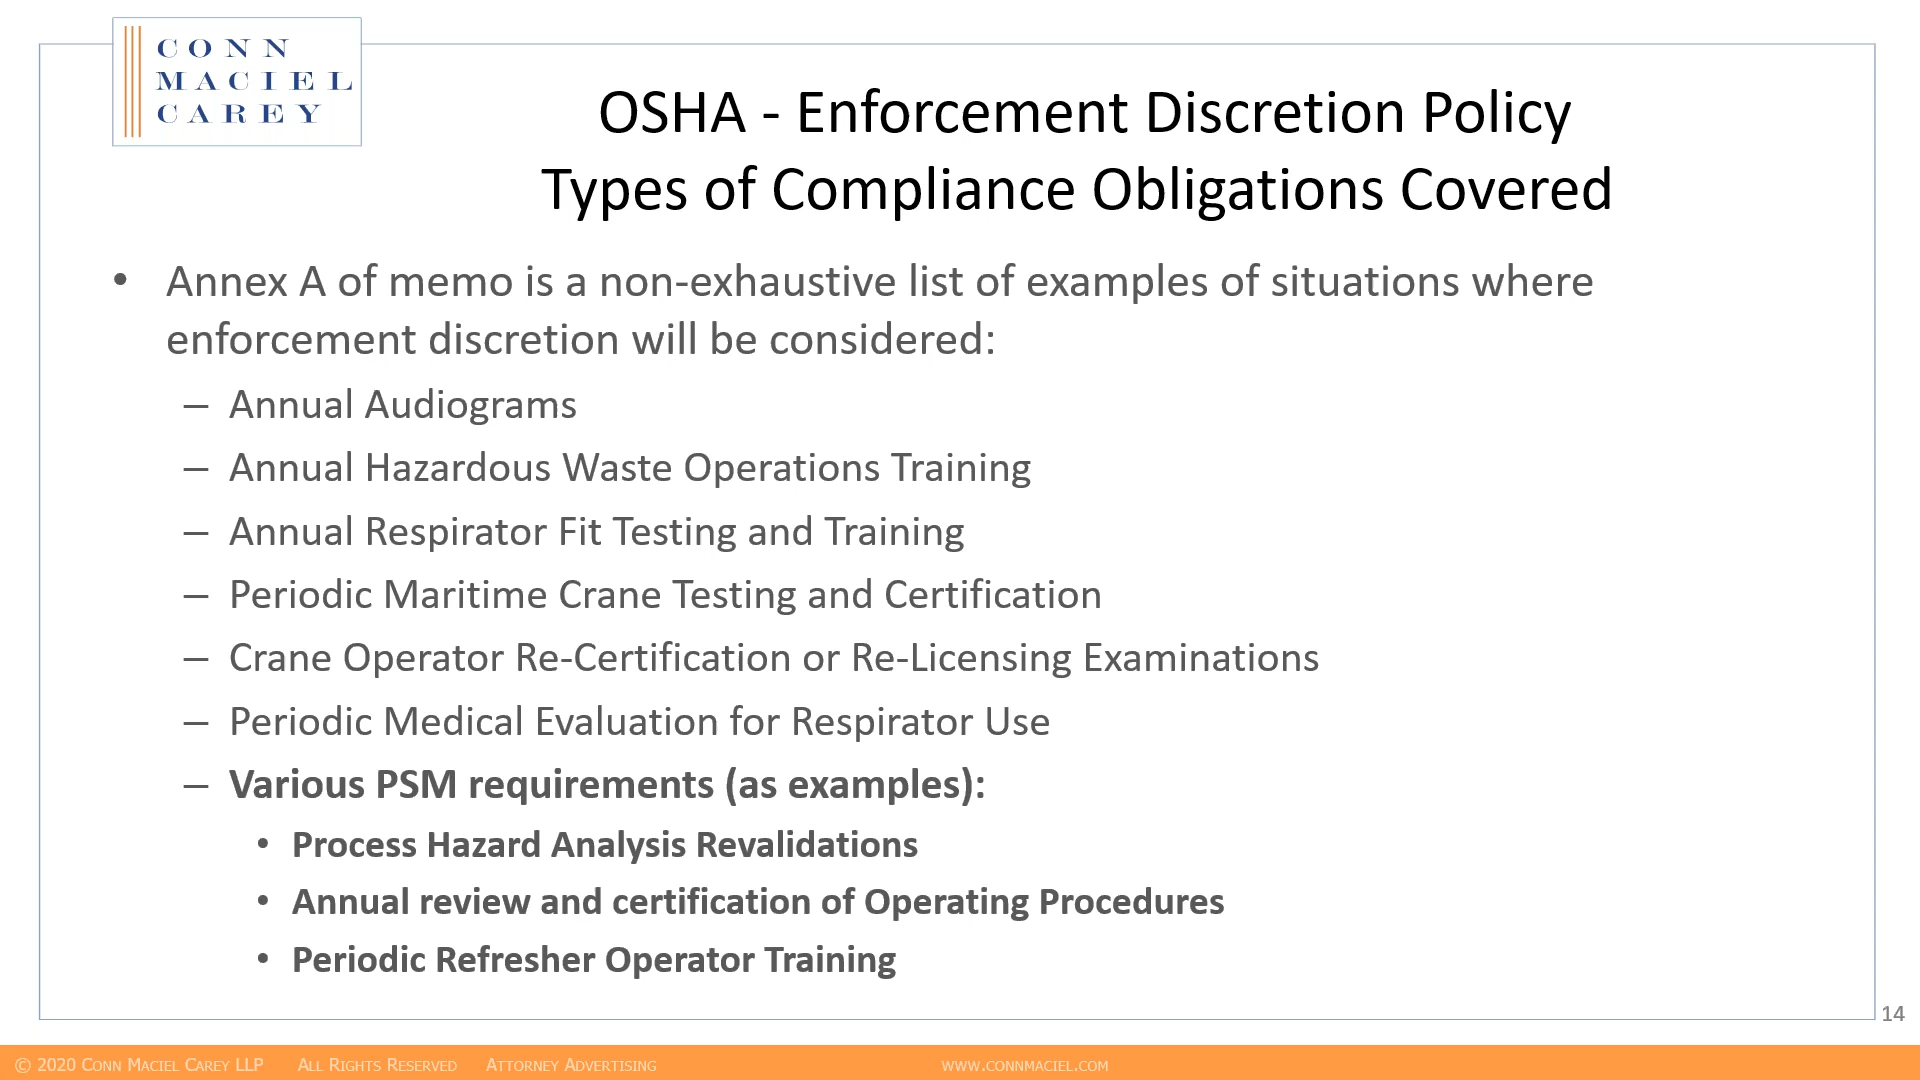 CONN
MACIEL
CAREY
OSHA - Enforcement Discretion Policy
Types of Compliance Obligations Covered
• Annex A of memo is a non-exhaustive list of examples of situations where
enforcement discretion will be considered:
– Annual Audiograms
– Annual Hazardous Waste Operations Training
– Annual Respirator Fit Testing and Training
– Periodic Maritime Crane Testing and Certification
– Crane Operator Re-Certification or Re-Licensing Examinations
– Periodic Medical Evaluation for Respirator Use
– Various PSM requirements (as examples):
• Process Hazard Analysis Revalidations
• Annual review and certification of Operating Procedures
• Periodic Refresher Operator Training
14
© 2020 CONN MACIEL CAREY LLP ALL RIGHTS RESERVED ATTORNEY ADVERTISING WWW.CONNMACIEL.COM